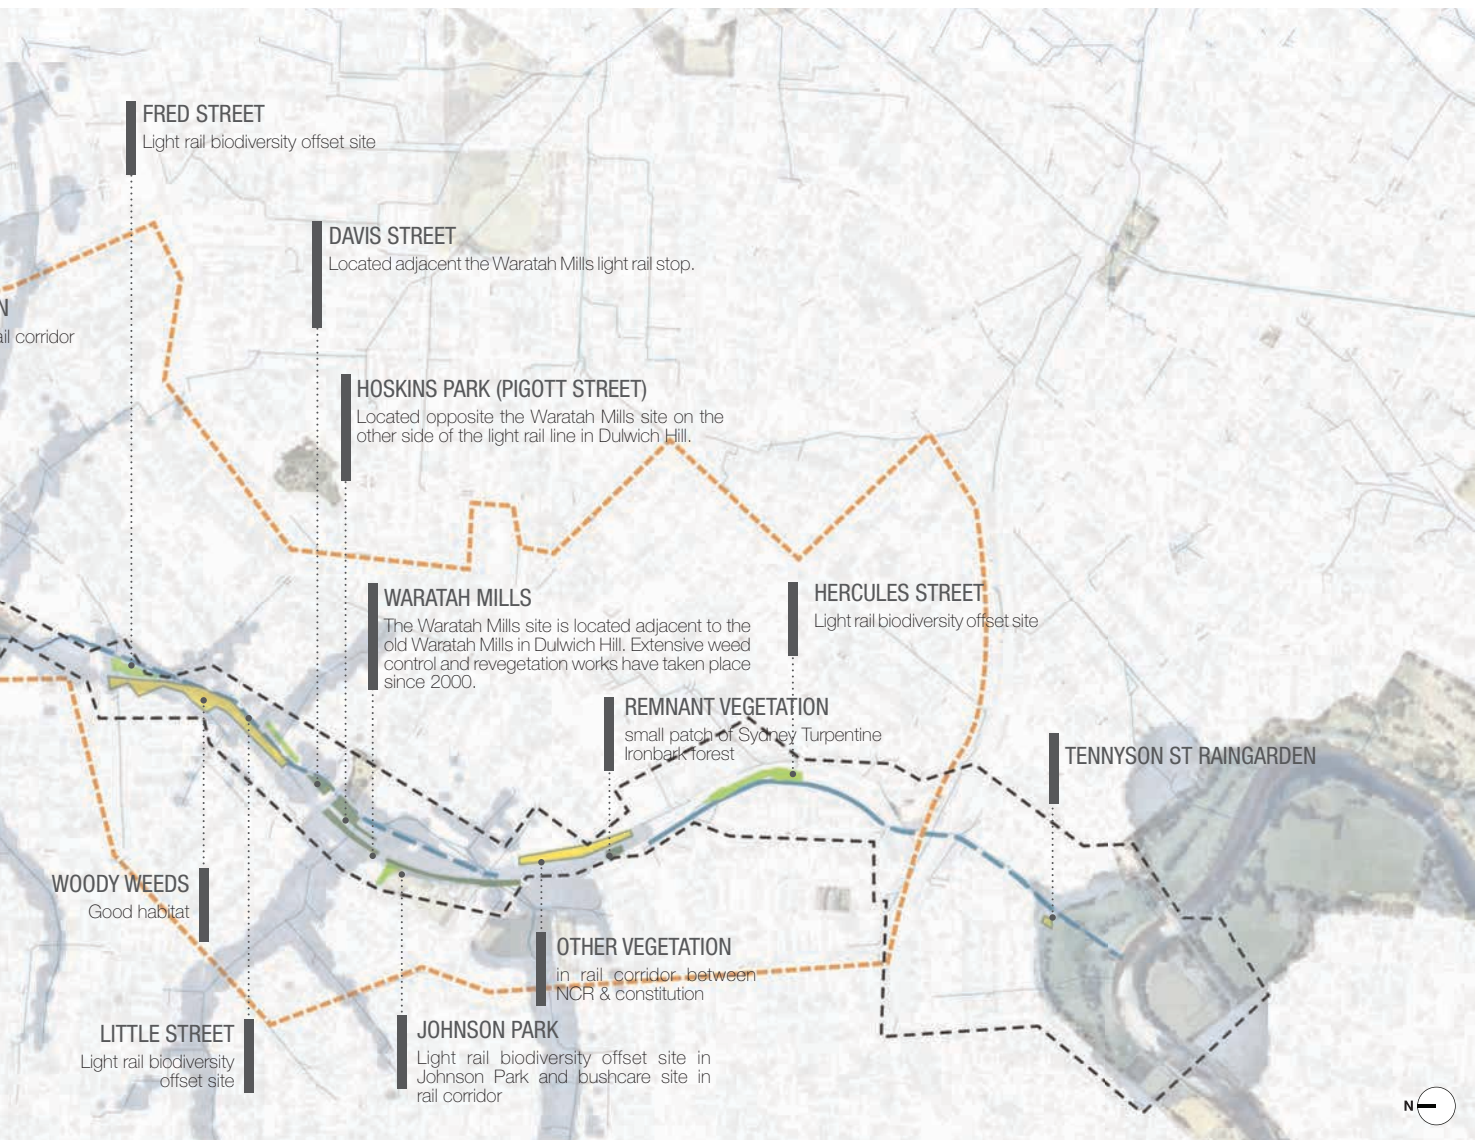 FRED STREET
Light rail biodiversity offset site
DAVIS STREET
Located adjacent the Waratah Mills light rail stop.
N
ail corridor
HOSKINS PARK (PIGOTT STREET)
Located opposite the Waratah Mills site on the
other side of the light rail line in Dulwich Hill.
WARATAH MILLS
The Waratah Mills site is located adjacent to the
old Waratah Mills in Dulwich Hill. Extensive weed
control and revegetation works have taken place
since 2000.
HERCULES STREET
Light rail biodiversity offset site
REMNANT VEGETATION
small patch of Sydney Turpentine
Ironbark forest
TENNYSON ST RAINGARDEN
WOODY WEEDS
Good habitat
OTHER VEGETATION
in rail corridor between
NCR & constitution
LITTLE STREET
Light rail biodiversity
offset site
JOHNSON PARK
Light rail biodiversity offset site in
Johnson Park and bushcare site in
rail corridor
N